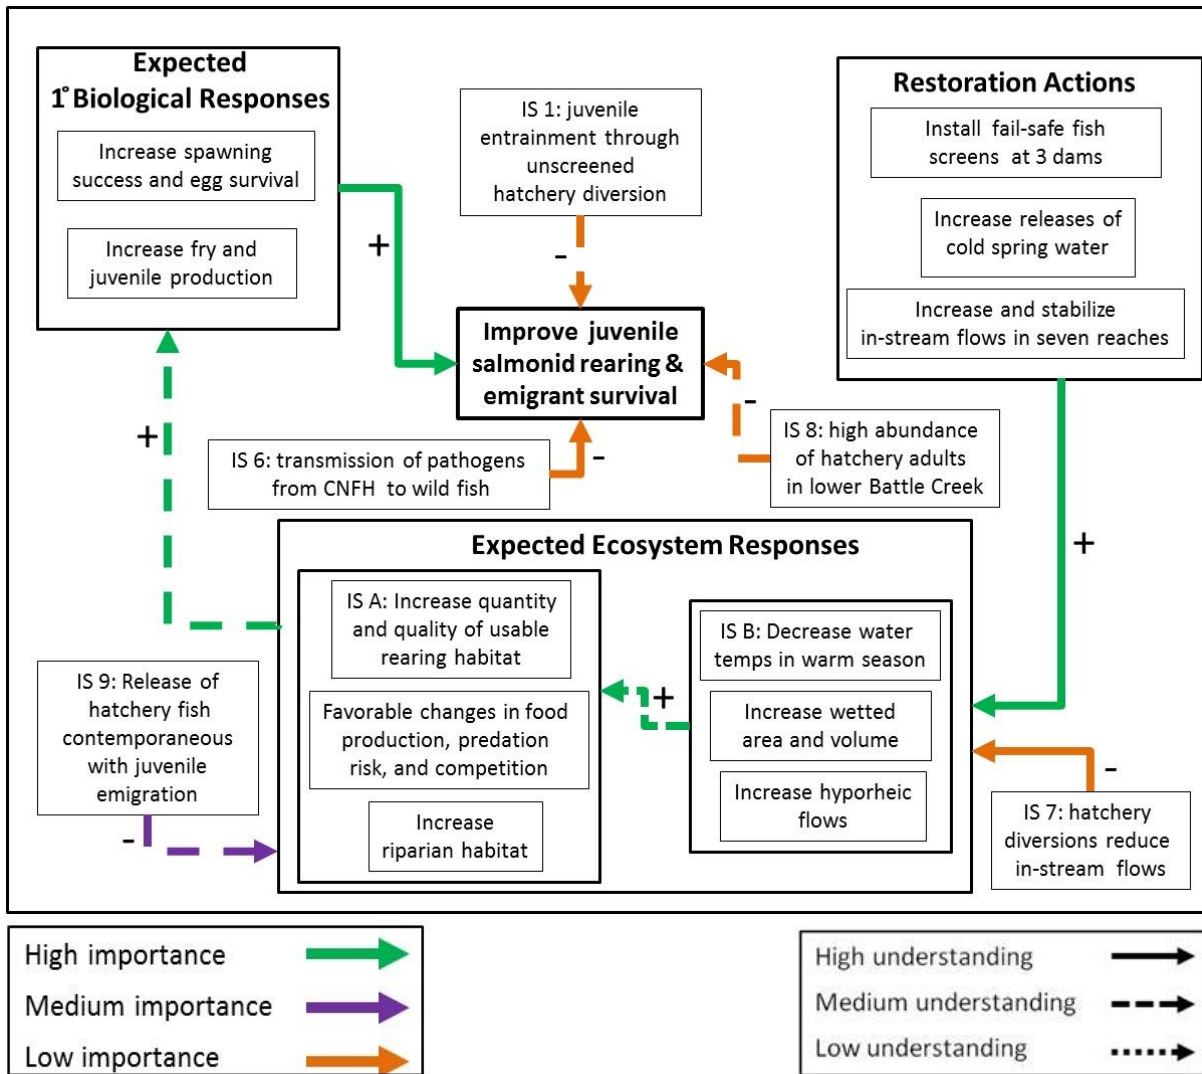 Expected
1° Biological Responses
Increase spawning
success and egg survival
Increase fry and
juvenile production
IS 1: juvenile
entrainment through
unscreened
hatchery diversion
Restoration Actions
Install fail-safe fish
screens at 3 dams
Increase releases of
cold spring water
Increase and stabilize
in-stream flows in seven reaches
+
-
Improve juvenile
salmonid rearing &
emigrant survival
-
IS 8: high abundance
of hatchery adults
in lower Battle Creek
IS 6: transmission of pathogens
from CNFH to wild fish
-
+
+
Expected Ecosystem Responses
IS A: Increase quantity
and quality of usable
rearing habitat
Favorable changes in food
production, predation
risk, and competition
Increase
riparian habitat
+
IS B: Decrease water
temps in warm season
Increase wetted
area and volume
Increase hyporheic
flows
IS 9: Release of
hatchery fish
contemporaneous
with juvenile
emigration
-
-
IS 7: hatchery
diversions reduce
in-stream flows
High importance
Medium importance
Low importance
High understanding
Medium understanding
Low understanding